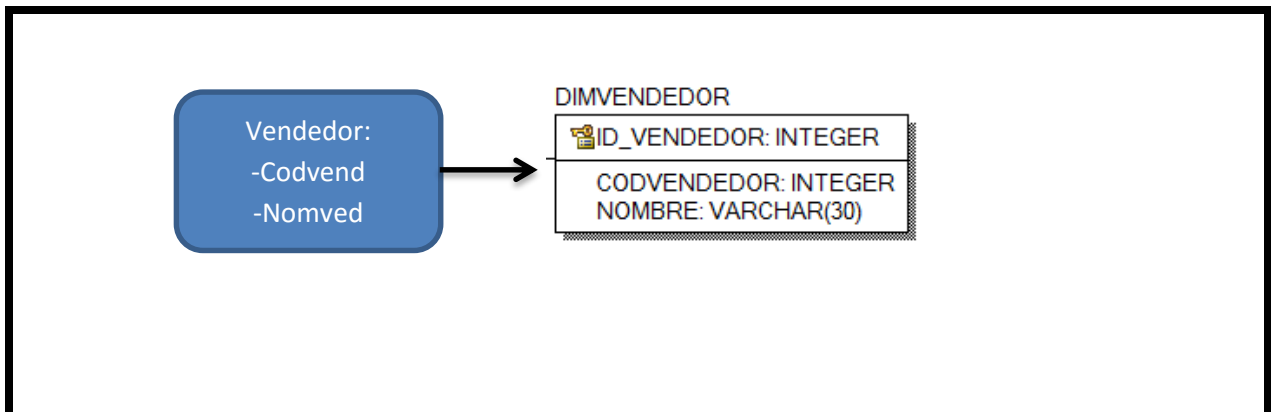 Vendedor:
-Codvend
-Nomved
DIMVENDEDOR
ID_VENDEDOR: INTEGER
CODVENDEDOR: INTEGER
NOMBRE: VARCHAR(30)